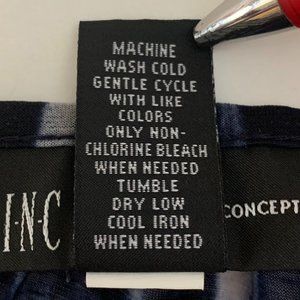 MACHINE
WASH COLD
GENTLE CYCLE
WITH LIKE
COLORS
ONLY NON-
CHLORINE BLEACH
WHEN NEEDED
TUMBLE
DRY LOW
COOL IRON
WHEN NEEDED
I·N·C
CONCEPT